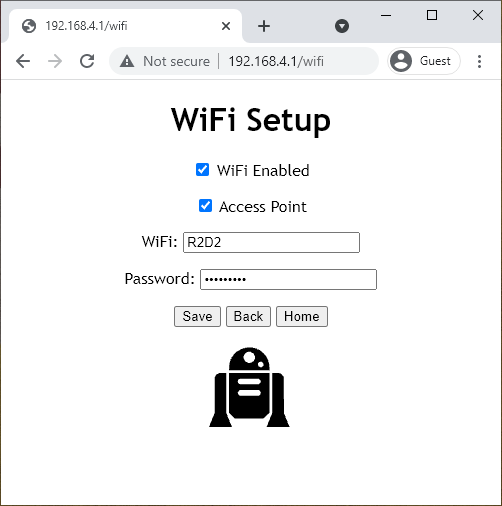 192.168.4.1/wifi
Not secure | 192.168.4.1/wifi Guest
WiFi Setup
WiFi Enabled
Access Point
WiFi: R2D2
Password: •••••••••
Save Back Home